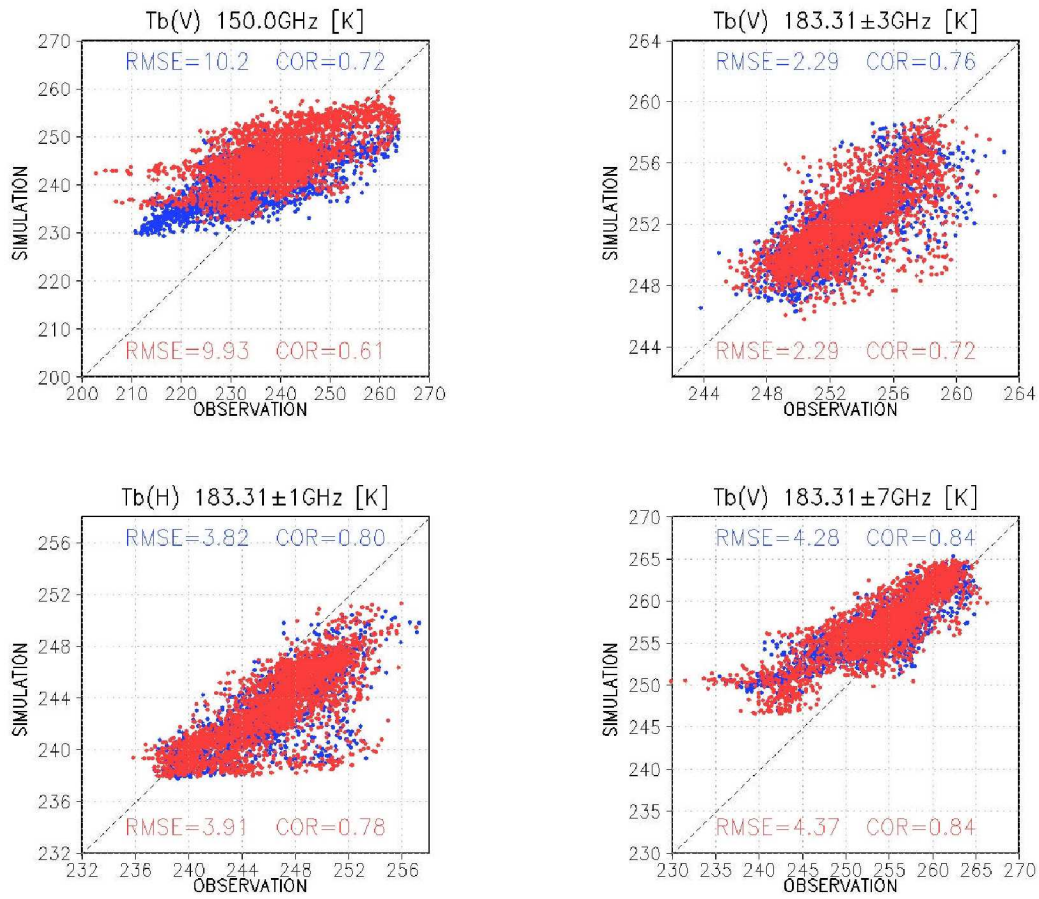 Tb(V) 150.0GHz [K]
RMSE=10.2 COR=0.72
270
260
250
240
230
220
210
200
SIMULATION
RMSE=9.93 COR=0.61
200 210 220 230 240 250 260 270
OBSERVATION
Tb(V) 183.31±3GHz [K]
RMSE=2.29 COR=0.76
264
260
256
252
248
244
SIMULATION
RMSE=2.29 COR=0.72
244 248 252 256 260 264
OBSERVATION
Tb(H) 183.31±1GHz [K]
RMSE=3.82 COR=0.80
256
252
248
244
240
236
232
SIMULATION
RMSE=3.91 COR=0.78
232 236 240 244 248 252 256
OBSERVATION
Tb(V) 183.31±7GHz [K]
RMSE=4.28 COR=0.84
270
265
260
255
250
245
240
235
230
SIMULATION
RMSE=4.37 COR=0.84
230 235 240 245 250 255 260 265 270
OBSERVATION